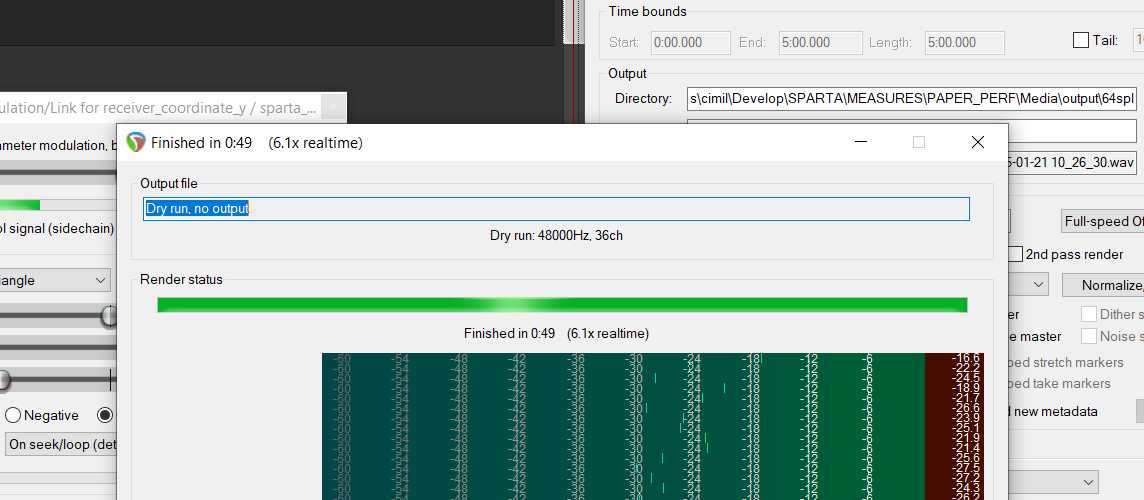 Time bounds
Start: 0:00.000 End: 5:00.000 Length: 5:00.000 Tail:
Output
Directory: s\cimil\Develop\SPARTA\MEASURES\PAPER_PERF\Media\output\64spl
ulation/Link for receiver_coordinate_y / sparta_...
ameter modulation, b
Finished in 0:49 (6.1x realtime)
5-01-21 10_26_30.wav
Output file
Dry run, no output
Dry run: 48000Hz, 36ch
ol signal (sidechain)
Full-speed Of
2nd pass render
Render status
angle
Normalize,
Finished in 0:49 (6.1x realtime)
er Dither s
e master Noise s
-60 -54 -48 -42 -36 -30 -24 -18 -12 -6 -16.6
-60 -54 -48 -42 -36 -30 -24 -18 -12 -6 -22.2
-60 -54 -48 -42 -36 -30 -24 -18 -12 -6 -24.5
-60 -54 -48 -42 -36 -30 -24 -18 -12 -6 -18.9
-60 -54 -48 -42 -36 -30 -24 -18 -12 -6 -21.7
-60 -54 -48 -42 -36 -30 -24 -18 -12 -6 -26.6
-60 -54 -48 -42 -36 -30 -24 -18 -12 -6 -23.9
-60 -54 -48 -42 -36 -30 -24 -18 -12 -6 -25.1
-60 -54 -48 -42 -36 -30 -24 -18 -12 -6 -21.9
-60 -54 -48 -42 -36 -30 -24 -18 -12 -6 -21.4
-60 -54 -48 -42 -36 -30 -24 -18 -12 -6 -25.6
-60 -54 -48 -42 -36 -30 -24 -18 -12 -6 -27.5
-60 -54 -48 -42 -36 -30 -24 -18 -12 -6 -27.2
-60 -54 -48 -42 -36 -30 -24 -18 -12 -6 -24.3
-60 -54 -48 -42 -36 -30 -24 -18 -12 -6 -26.2
ped stretch markers
ped take markers
Negative
d new metadata
On seek/loop (det